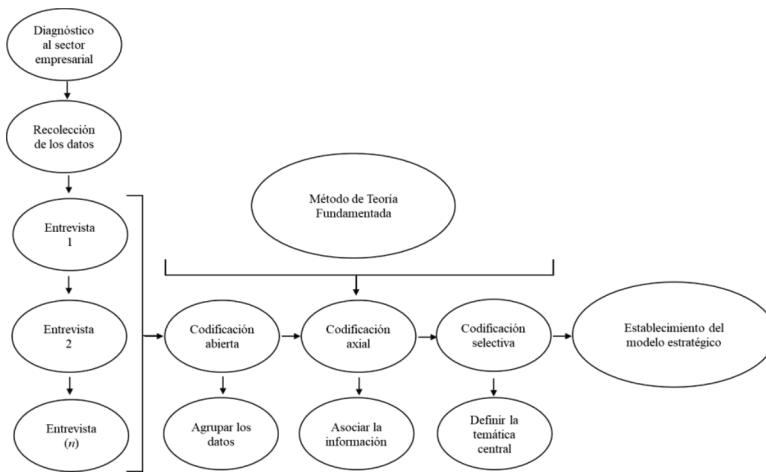 Diagnóstico
al sector
empresarial
Recolección
de los datos
Entrevista
1
Entrevista
2
Entrevista
(n)
Método de Teoría
Fundamentada
Codificación
abierta
Codificación
axial
Codificación
selectiva
Establecimiento del
modelo estratégico
Agrupar los
datos
Asociar la
información
Definir la
temática
central